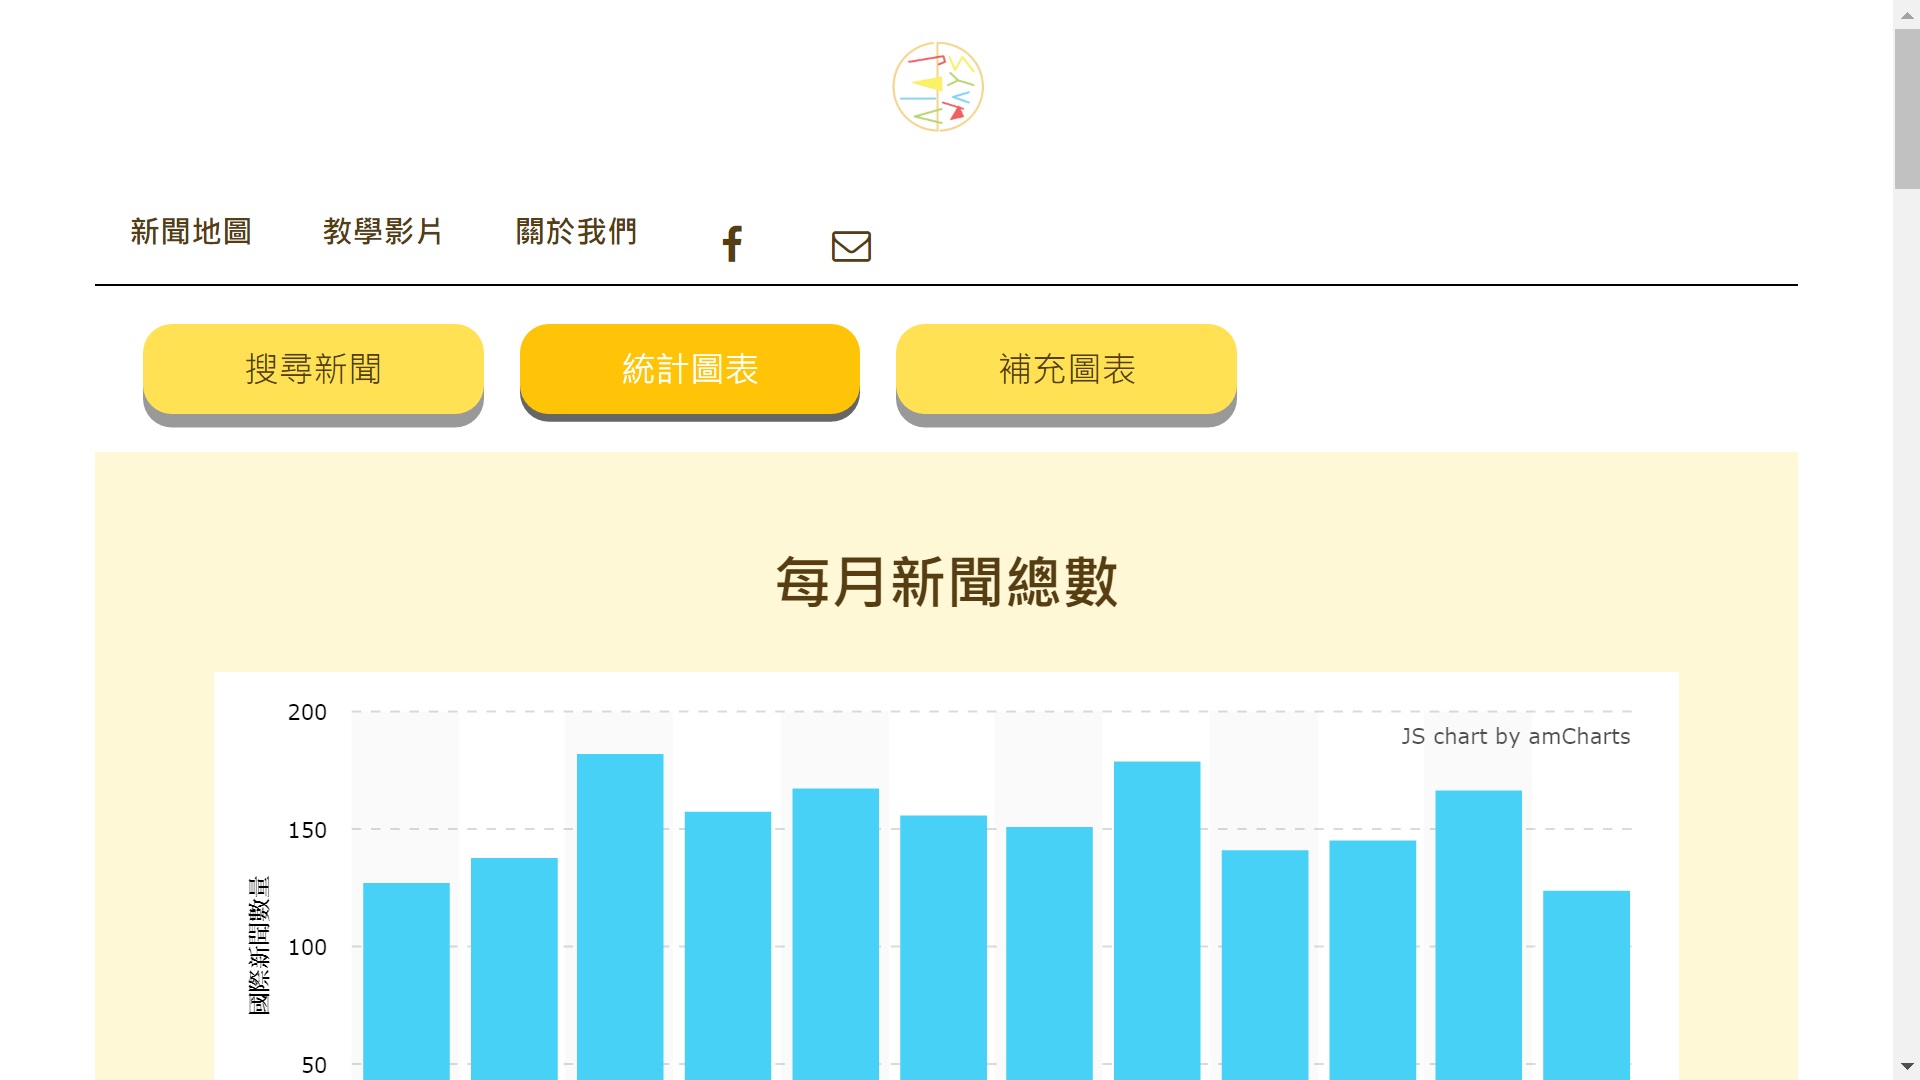 新聞地圖
教學影片
關於我們
搜尋新聞
統計圖表
補充圖表
每月新聞總數
JS chart by amCharts
200
150
100
50
國際新聞數量